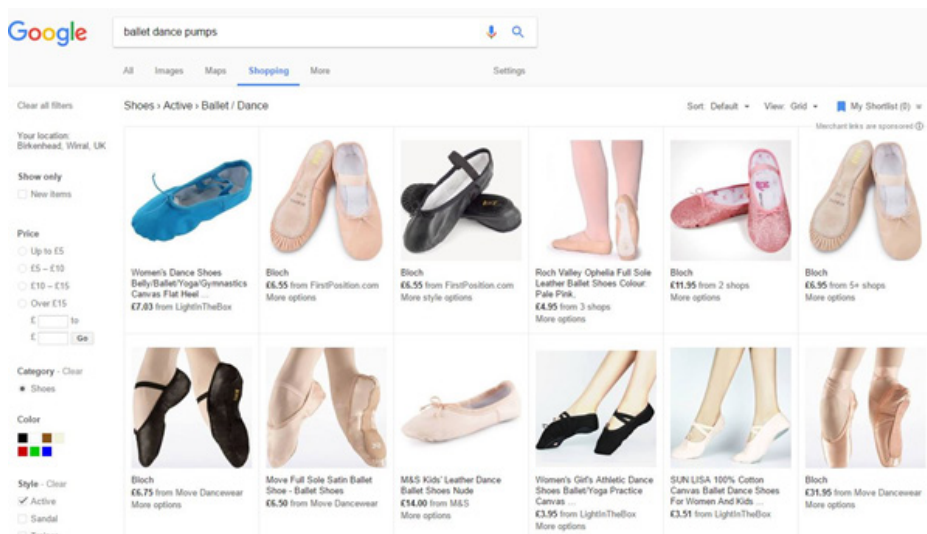 Google
ballet dance pumps
All Images Maps Shopping More Settings
Clear all filters
Shoes › Active › Ballet / Dance
Sort: Default View: Grid My Shortlist (0)
Merchant links are sponsored
Your location:
Birkenhead, Wirral, UK
Show only
New items
Price
Up to £5
£5 – £10
£10 – £15
Over £15
£ to
£ Go
Category - Clear
Shoes
Color
Style - Clear
Active
Sandal
Women's Dance Shoes
Belly/Ballet/Yoga/Gymnastics
Canvas Flat Heel ...
£7.03 from LightInTheBox
Bloch
£6.55 from FirstPosition.com
More options
Bloch
£6.55 from FirstPosition.com
More style options
Roch Valley Ophelia Full Sole
Leather Ballet Shoes Colour:
Pale Pink,
£4.95 from 3 shops
More options
Bloch
£11.95 from 2 shops
More options
Bloch
£6.95 from 5+ shops
More options
Bloch
£6.75 from Move Dancewear
More options
Move Full Sole Satin Ballet
Shoe - Ballet Shoes
£6.50 from Move Dancewear
M&S Kids' Leather Dance
Ballet Shoes Nude
£14.00 from M&S
More options
Women's Girl's Athletic Dance
Shoes Ballet/Yoga Practice
Canvas ...
£3.95 from LightInTheBox
More options
SUN LISA 100% Cotton
Canvas Ballet Dance Shoes
For Women And Kids ...
£3.51 from LightInTheBox
Bloch
£31.95 from Move Dancewear
More options